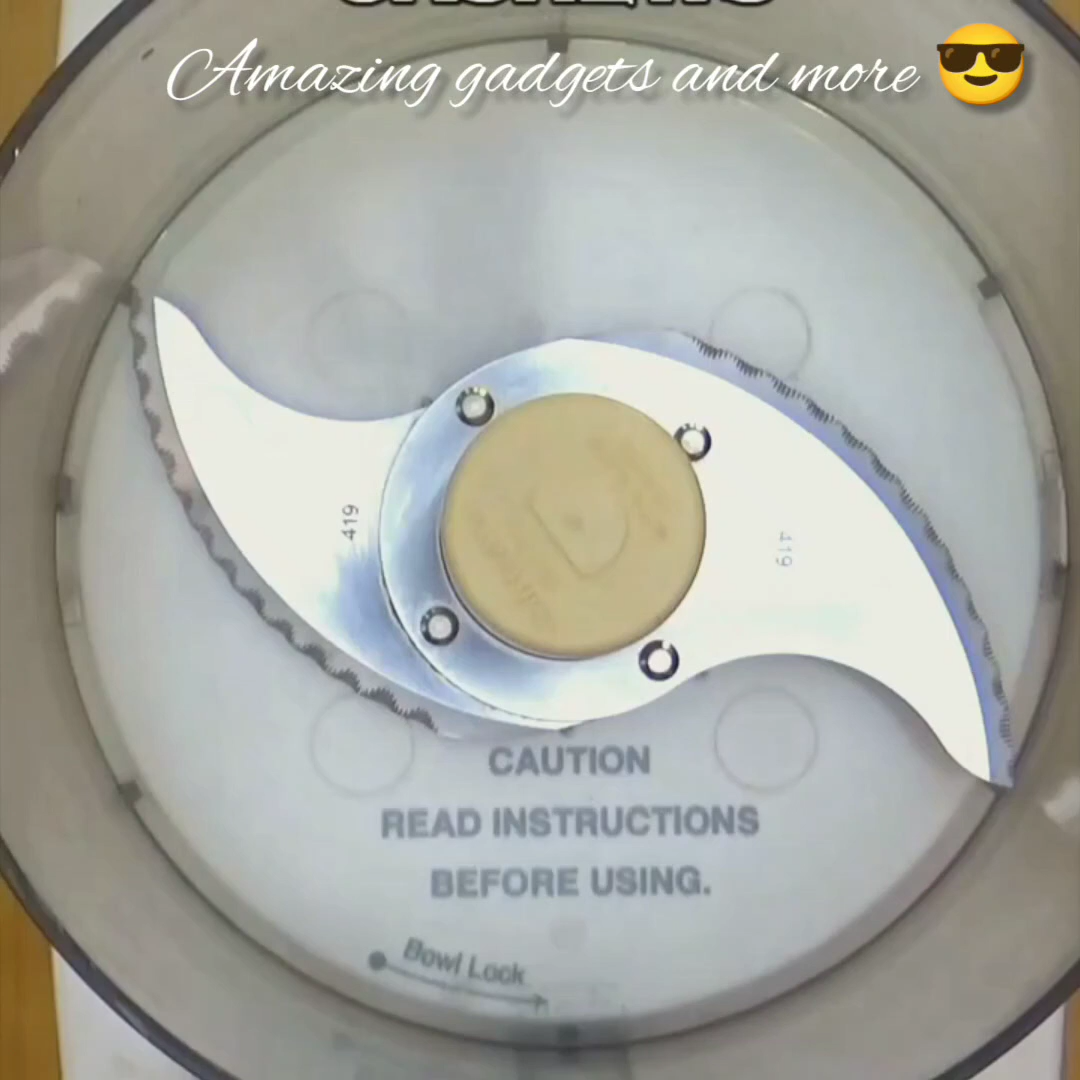 Amazing gadgets and more 😎
419
419
CAUTION
READ INSTRUCTIONS
BEFORE USING.
Bowl Lock